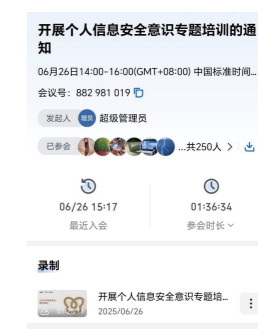 开展个人信息安全意识专题培训的通
知
06月26日14:00-16:00(GMT+08:00) 中国标准时间...
会议号：882 981 019
发起人 超级管理员
已参会 ...共250人 >
06/26 15:17
01:36:34
最近入会
参会时长
录制
开展个人信息安全意识专题培...
2025/06/26